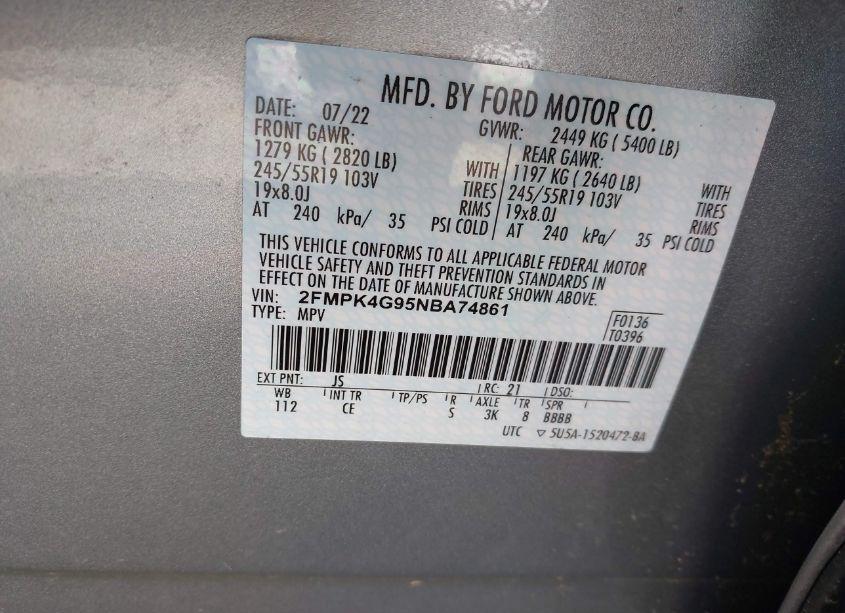 MFD. BY FORD MOTOR CO.
DATE: 07/22 GVWR: 2449 KG ( 5400 LB)
FRONT GAWR: REAR GAWR:
1279 KG ( 2820 LB) WITH 1197 KG ( 2640 LB) WITH
245/55R19 103V TIRES 245/55R19 103V TIRES
19x8.0J RIMS 19x8.0J RIMS
AT 240 kPa/ 35 PSI COLD AT 240 kPa/ 35 PSI COLD
THIS VEHICLE CONFORMS TO ALL APPLICABLE FEDERAL MOTOR
VEHICLE SAFETY AND THEFT PREVENTION STANDARDS IN
EFFECT ON THE DATE OF MANUFACTURE SHOWN ABOVE.
VIN: 2FMPK4G95NBA74861
TYPE: MPV F0136
T0396
EXT PNT: JS RC: 21 DSO:
WB INT TR TP/PS R AXLE TR SPR
112 CE S 3K 8 BBBB
UTC ▽ 5U5A-1520472-BA